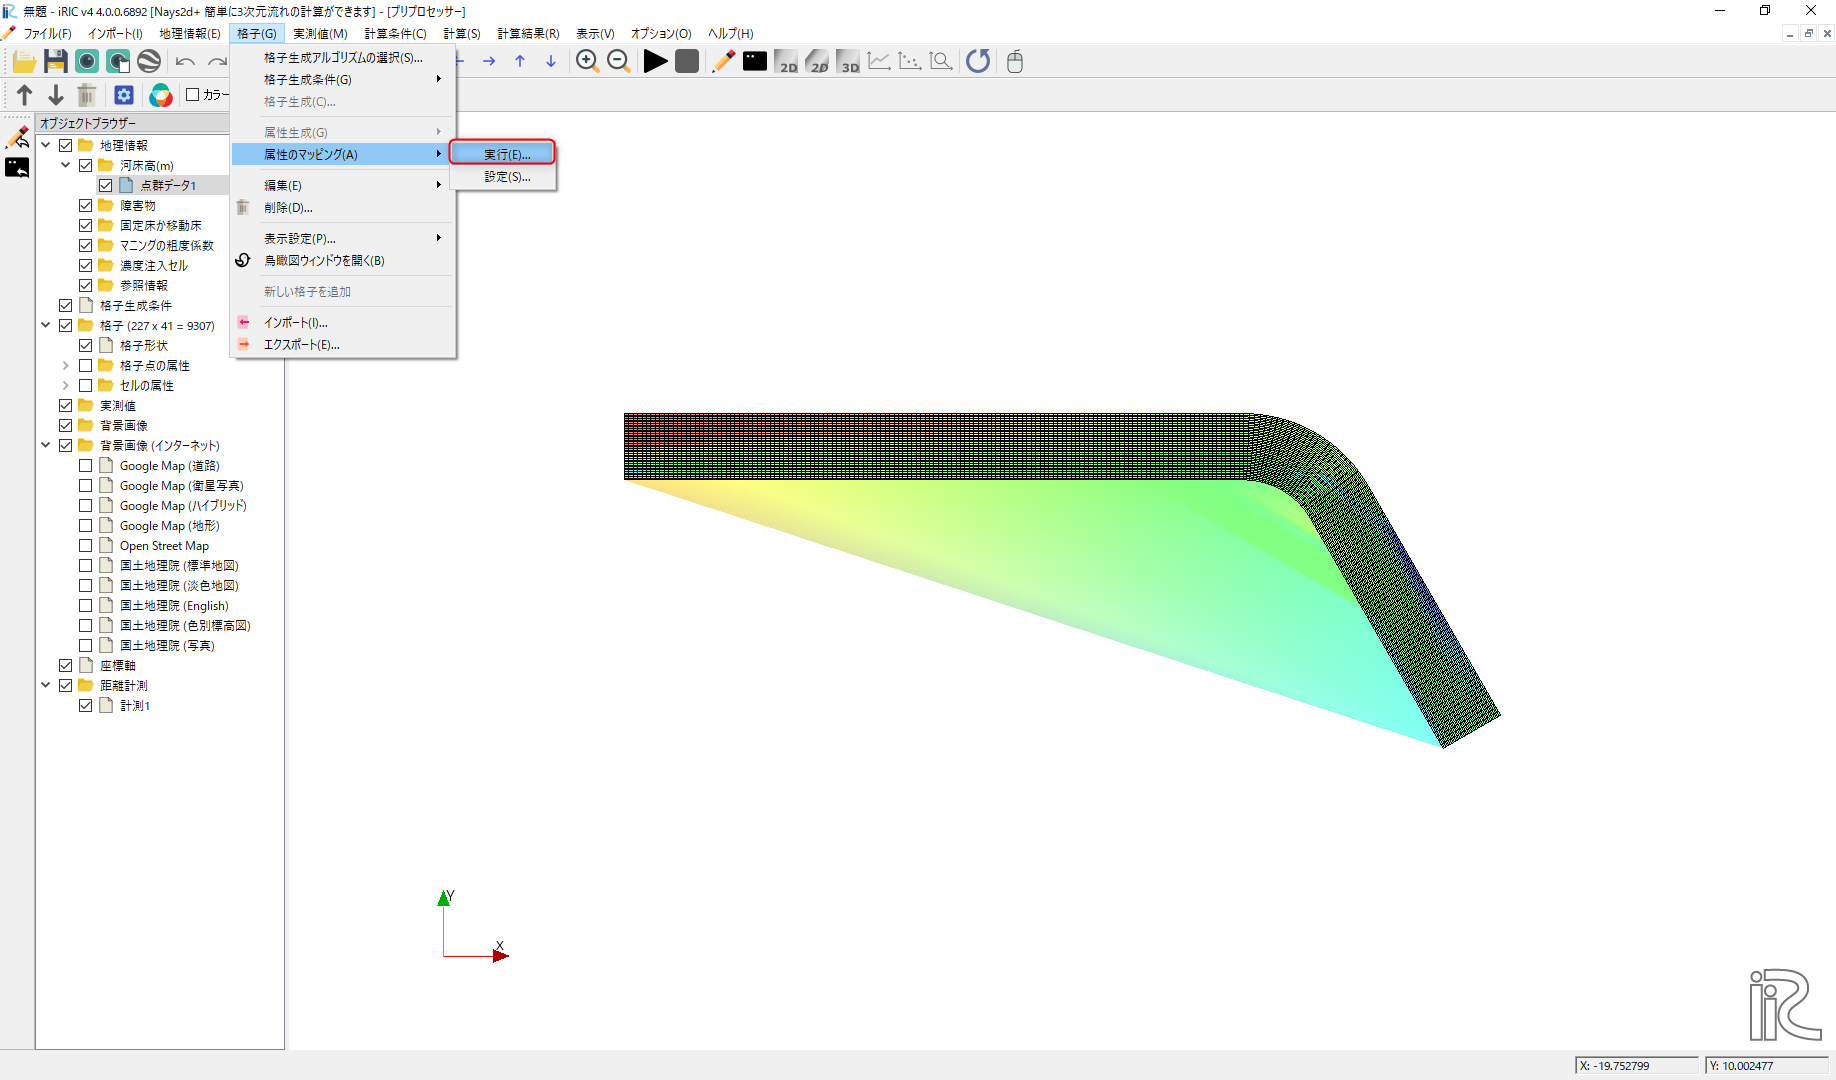 無題 - iRIC v4 4.0.0.6892 [Nays2d+ 簡単に3次元流れの計算ができます] - [プリプロセッサー]
ファイル(F) インポート(I) 地理情報(E) 格子(G) 実測値(M) 計算条件(C) 計算(S) 計算結果(R) 表示(V) オプション(O) ヘルプ(H)
2D 2D 3D
カラー
格子生成アルゴリズムの選択(S)...
格子生成条件(G)
格子生成(C)...
属性生成(G)
属性のマッピング(A)
編集(E)
削除(D)...
表示設定(P)...
鳥瞰図ウィンドウを開く(B)
新しい格子を追加
インポート(I)...
エクスポート(E)...
実行(E)...
設定(S)...
オブジェクトブラウザー
地理情報
河床高(m)
点群データ1
障害物
固定床か移動床
マニングの粗度係数
濃度注入セル
参照情報
格子生成条件
格子 (227 x 41 = 9307)
格子形状
格子点の属性
セルの属性
実測値
背景画像
背景画像 (インターネット)
Google Map (道路)
Google Map (衛星写真)
Google Map (ハイブリッド)
Google Map (地形)
Open Street Map
国土地理院 (標準地図)
国土地理院 (淡色地図)
国土地理院 (English)
国土地理院 (色別標高図)
国土地理院 (写真)
座標軸
距離計測
計測1
Y
X
iRIC
X: -19.752799
Y: 10.002477